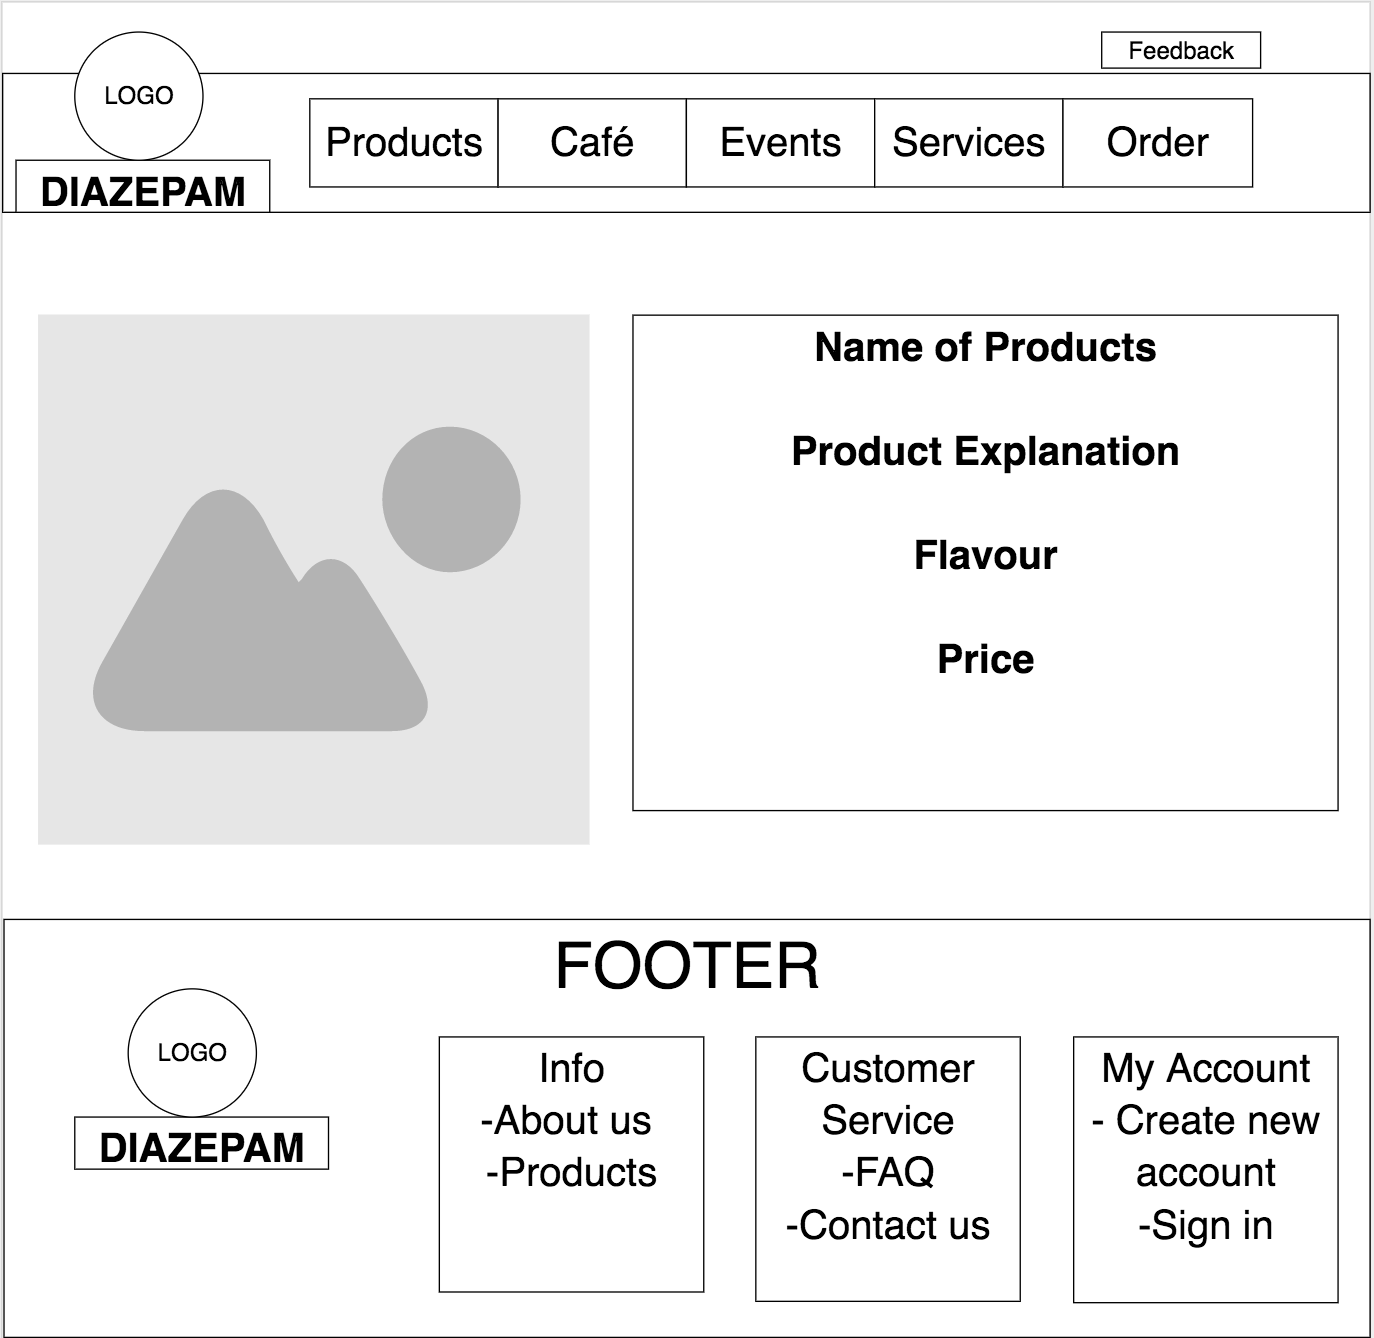 Feedback
LOGO
DIAZEPAM
Products
Café
Events
Services
Order
Name of Products
Product Explanation
Flavour
Price
FOOTER
LOGO
DIAZEPAM
Info
-About us
-Products
Customer
Service
-FAQ
-Contact us
My Account
- Create new
account
-Sign in